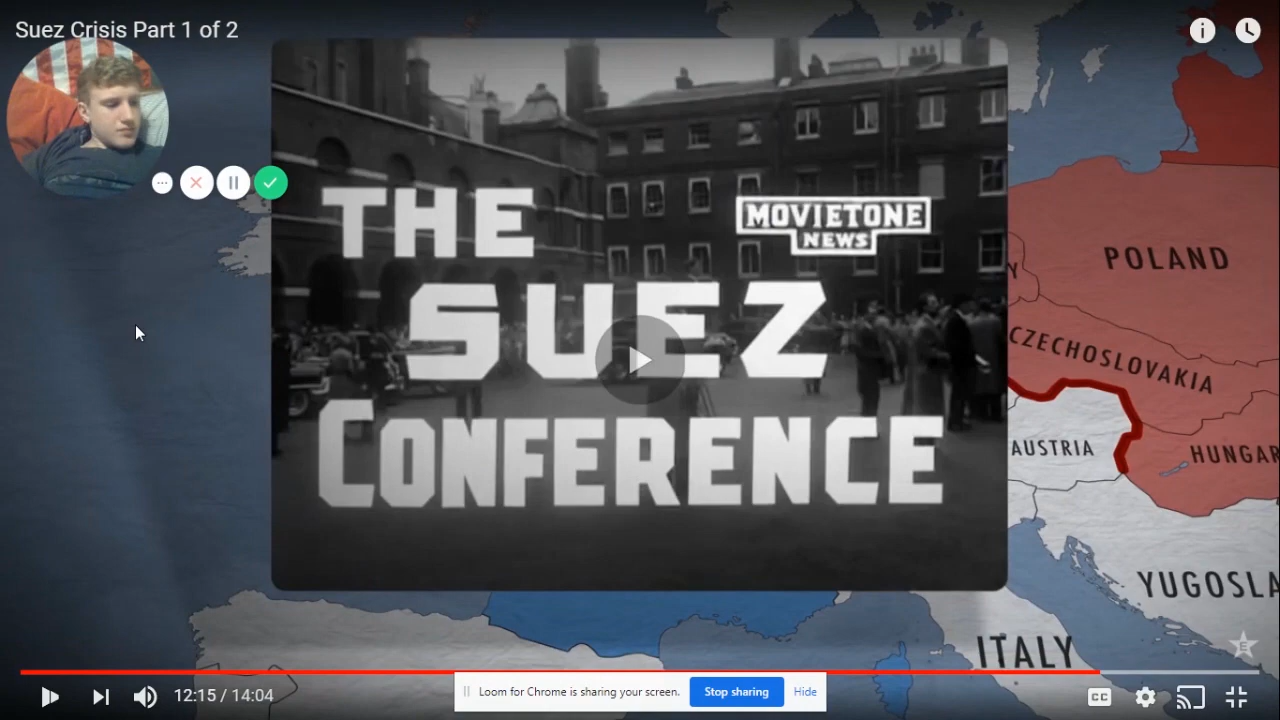 Suez Crisis Part 1 of 2
i
THE
MOVIETONE
NEWS
SUEZ
CONFERENCE
POLAND
Y
CZECHOSLOVAKIA
AUSTRIA
HUNGAR
YUGOSLA
ITALY
E
12:15 / 14:04
Loom for Chrome is sharing your screen.
Stop sharing
Hide
CC